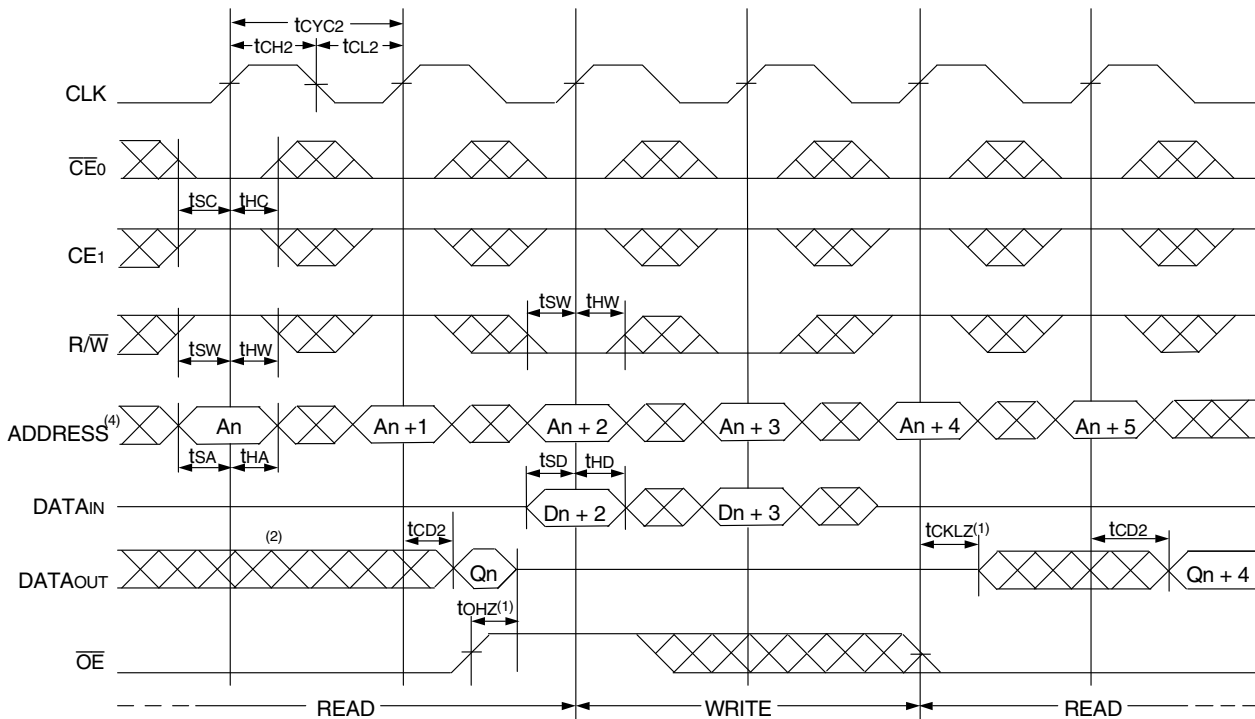 tCYC2
tCH2 tCL2
CLK
CE0
tSC tHC
CE1
tSW tHW
R/W
tSW tHW
ADDRESS(4) An An +1 An + 2 An + 3 An + 4 An + 5
tSA tHA tSD tHD
DATAIN Dn + 2 Dn + 3
(2) tCD2 tCKLZ(1) tCD2
DATAOUT Qn Qn + 4
tOHZ(1)
OE
READ WRITE READ